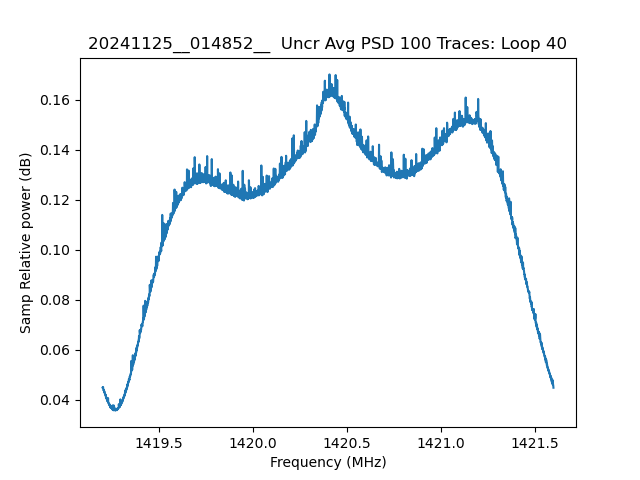 20241125__014852__  Uncr Avg PSD 100 Traces: Loop 40
Samp Relative power (dB)
0.16
0.14
0.12
0.10
0.08
0.06
0.04
1419.5 1420.0 1420.5 1421.0 1421.5
Frequency (MHz)